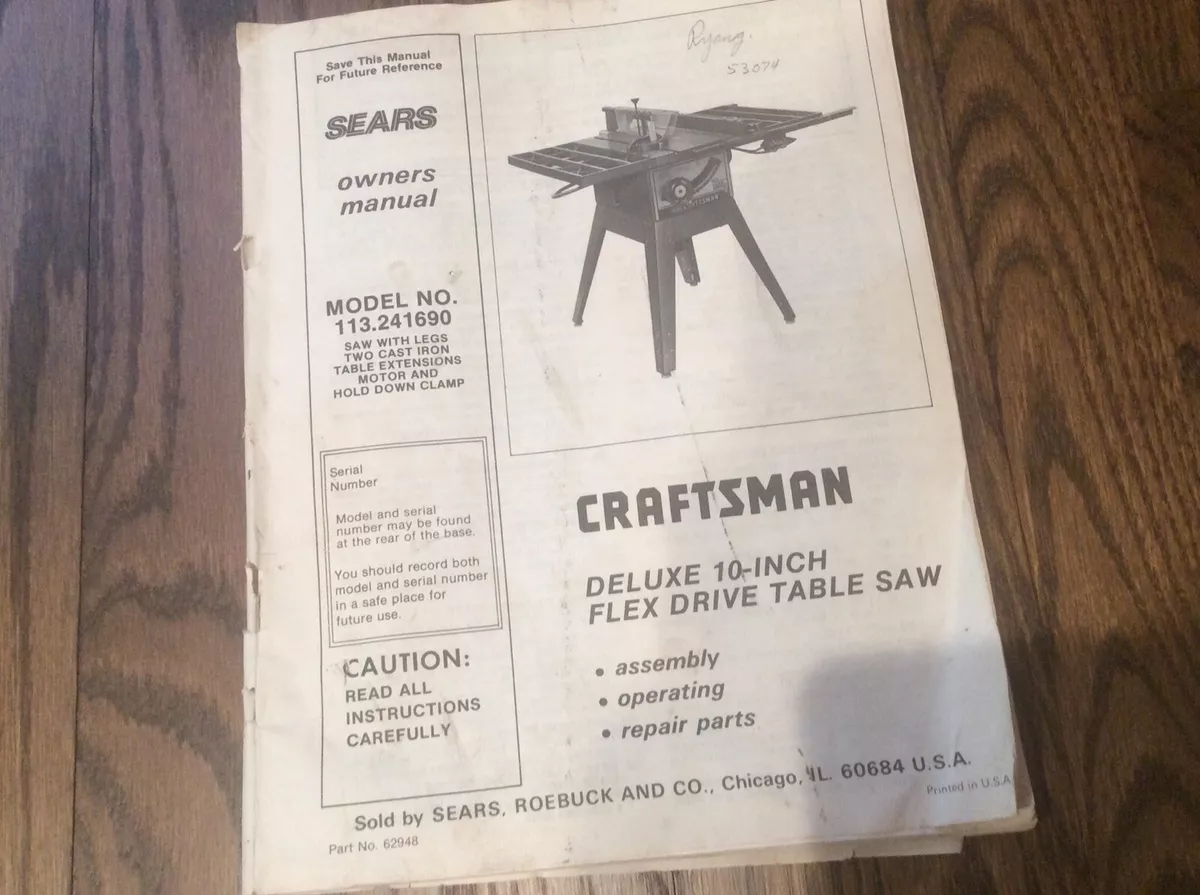 Save This Manual
For Future Reference
SEARS
owners
manual
MODEL NO.
113.241690
SAW WITH LEGS
TWO CAST IRON
TABLE EXTENSIONS
MOTOR AND
HOLD DOWN CLAMP
Serial
Number
Model and serial
number may be found
at the rear of the base.
You should record both
model and serial number
in a safe place for
future use.
CAUTION:
READ ALL
INSTRUCTIONS
CAREFULLY
53074
CRAFTSMAN
CRAFTSMAN
DELUXE 10-INCH
FLEX DRIVE TABLE SAW
• assembly
• operating
• repair parts
Sold by SEARS, ROEBUCK AND CO., Chicago, IL. 60684 U.S.A.
Part No. 62948
Printed in U.S.A.